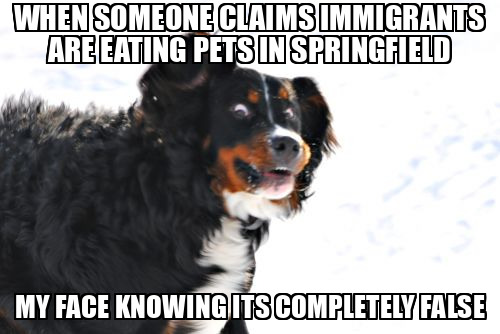 WHEN SOMEONE CLAIMS IMMIGRANTS
ARE EATING PETS IN SPRINGFIELD
MY FACE KNOWING ITS COMPLETELY FALSE